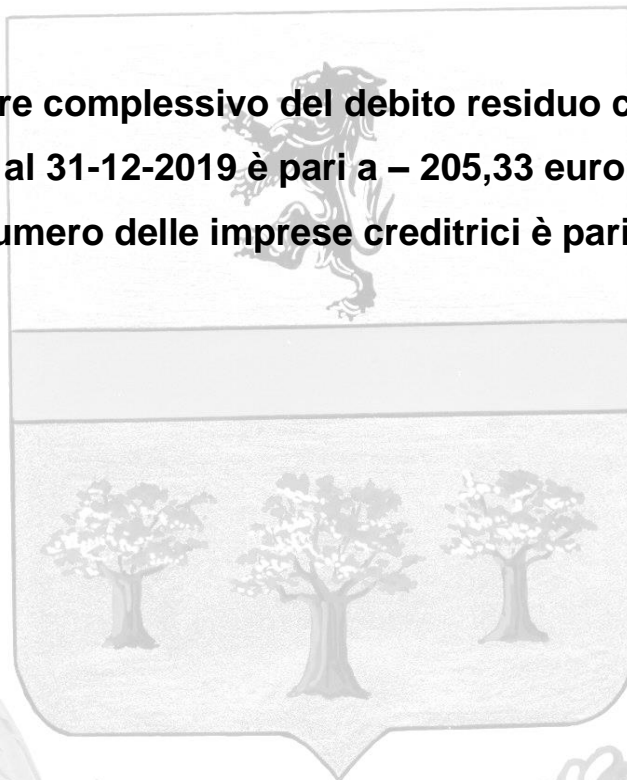 re complessivo del debito residuo c
al 31-12-2019 è pari a – 205,33 euro
umero delle imprese creditrici è pari